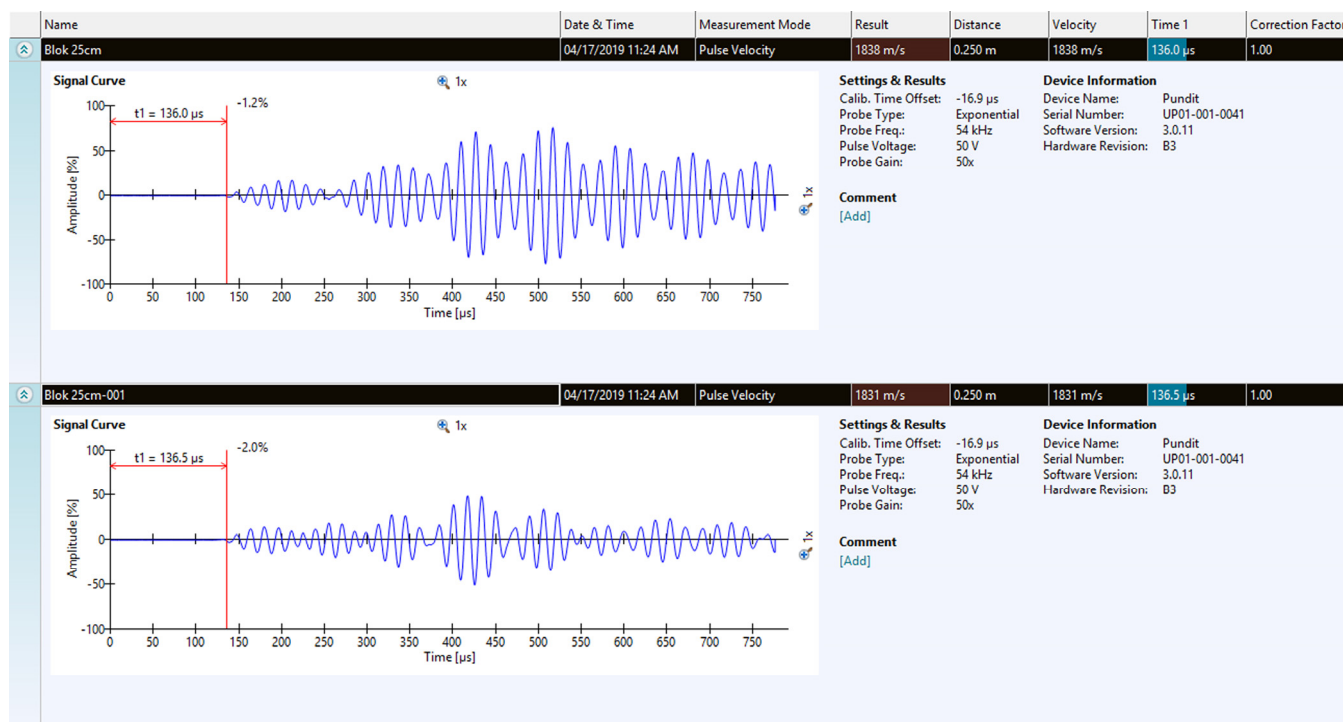 Name Date & Time Measurement Mode Result Distance Velocity Time 1 Correction Factor
Blok 25cm 04/17/2019 11:24 AM Pulse Velocity 1838 m/s 0.250 m 1838 m/s 136.0 µs 1.00
Signal Curve 1x Settings & Results Device Information
Calib. Time Offset: -16.9 µs Device Name: Pundit
Probe Type: Exponential Serial Number: UP01-001-0041
Probe Freq.: 54 kHz Software Version: 3.0.11
Pulse Voltage: 50 V Hardware Revision: B3
Probe Gain: 50x
Comment
[Add]
t1 = 136.0 µs -1.2%
100
50
0
-50
-100
Amplitude [%]
1x
0 50 100 150 200 250 300 350 400 450 500 550 600 650 700 750
Time [µs]
Blok 25cm-001 04/17/2019 11:24 AM Pulse Velocity 1831 m/s 0.250 m 1831 m/s 136.5 µs 1.00
Signal Curve 1x Settings & Results Device Information
Calib. Time Offset: -16.9 µs Device Name: Pundit
Probe Type: Exponential Serial Number: UP01-001-0041
Probe Freq.: 54 kHz Software Version: 3.0.11
Pulse Voltage: 50 V Hardware Revision: B3
Probe Gain: 50x
Comment
[Add]
t1 = 136.5 µs -2.0%
100
50
0
-50
-100
Amplitude [%]
1x
0 50 100 150 200 250 300 350 400 450 500 550 600 650 700 750
Time [µs]